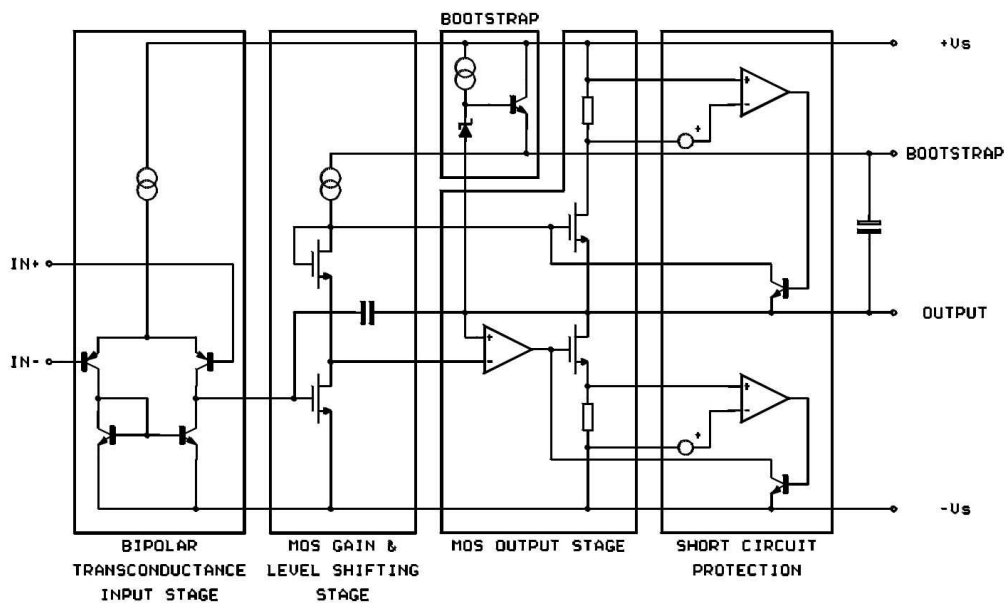 BOOTSTRAP
+Vs
+
-
+
BOOTSTRAP
IN+
OUTPUT
IN-
+
-
+
-
+
-Vs
BIPOLAR
TRANSCONDUCTANCE
INPUT STAGE
MOS GAIN &
LEVEL SHIFTING
STAGE
MOS OUTPUT STAGE
SHORT CIRCUIT
PROTECTION